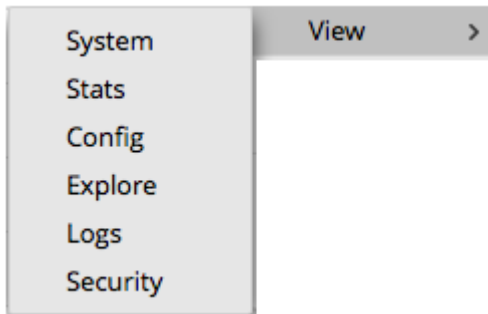 View >
System
Stats
Config
Explore
Logs
Security